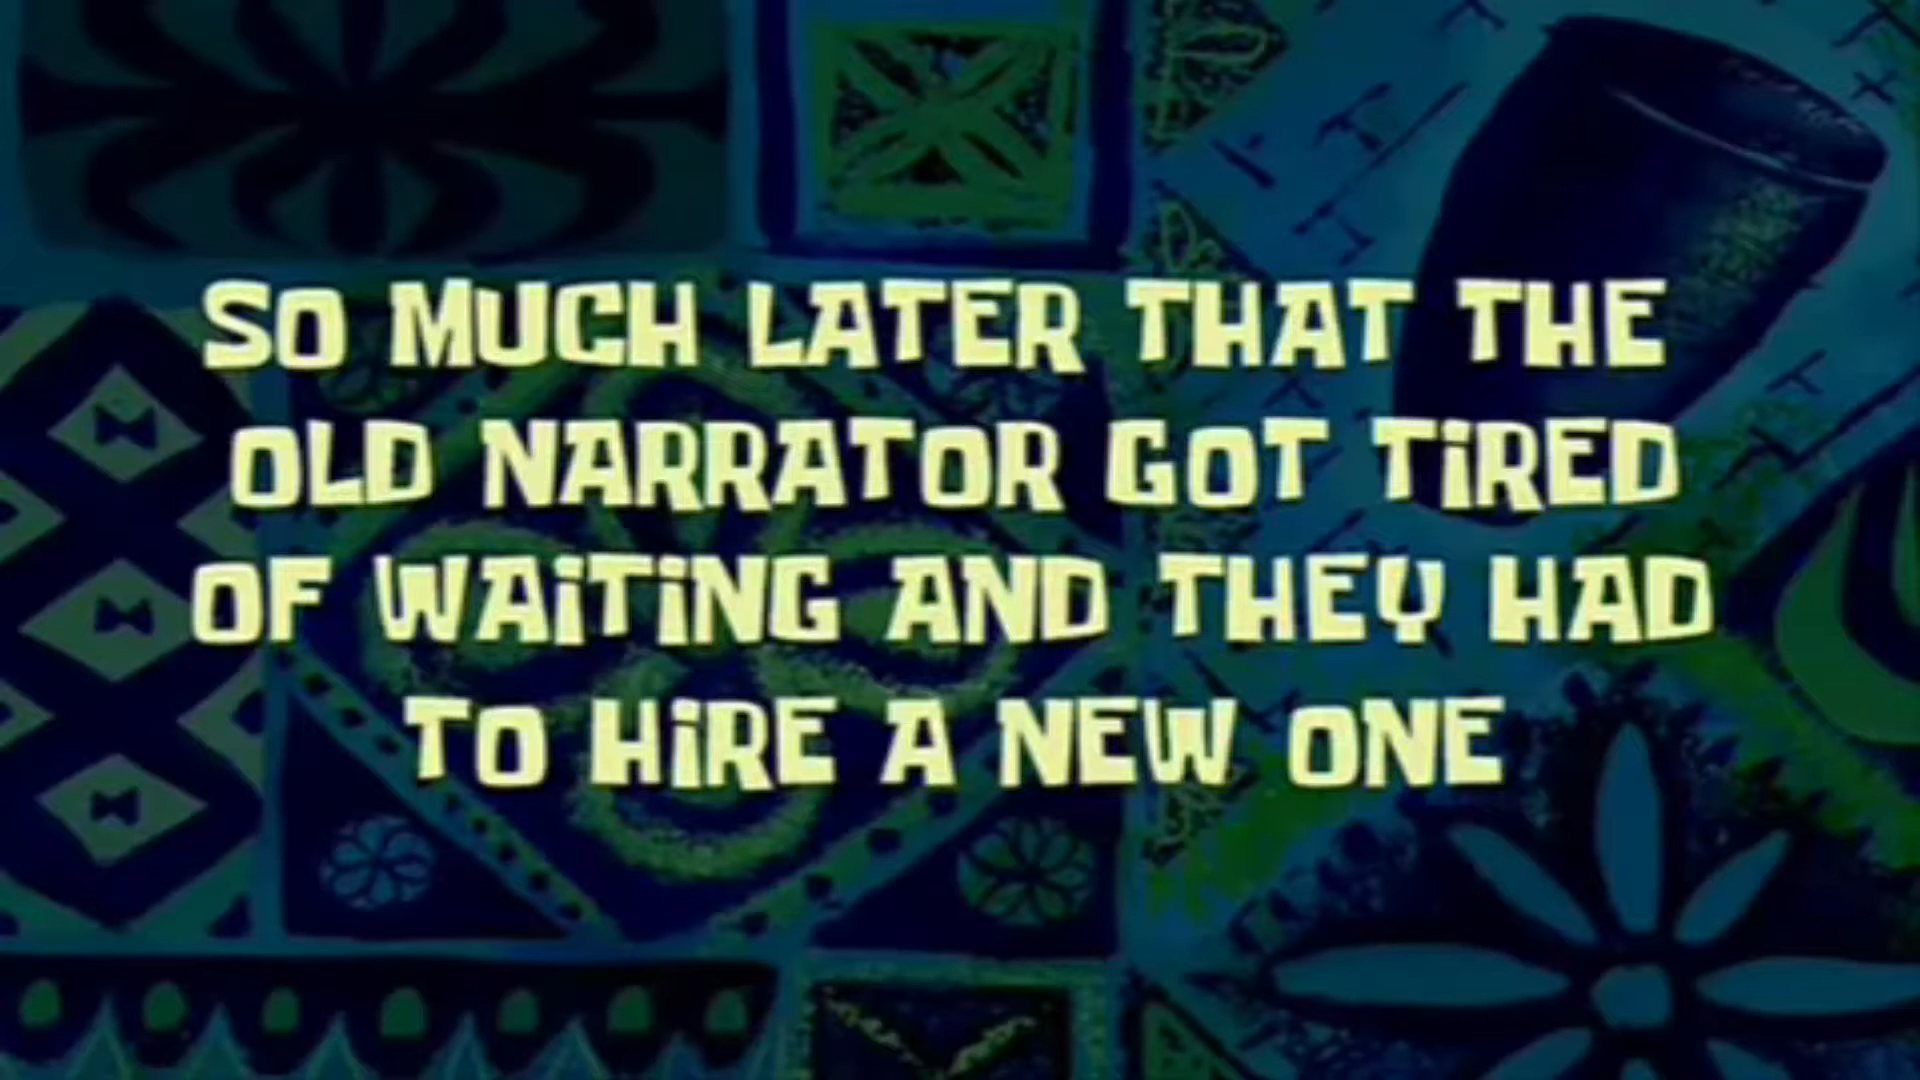 SO MUCH LATER THAT THE
OLD NARRATOR GOT TiRED
OF WAiTiNG AND THEY HAD
TO HiRE A NEW ONE